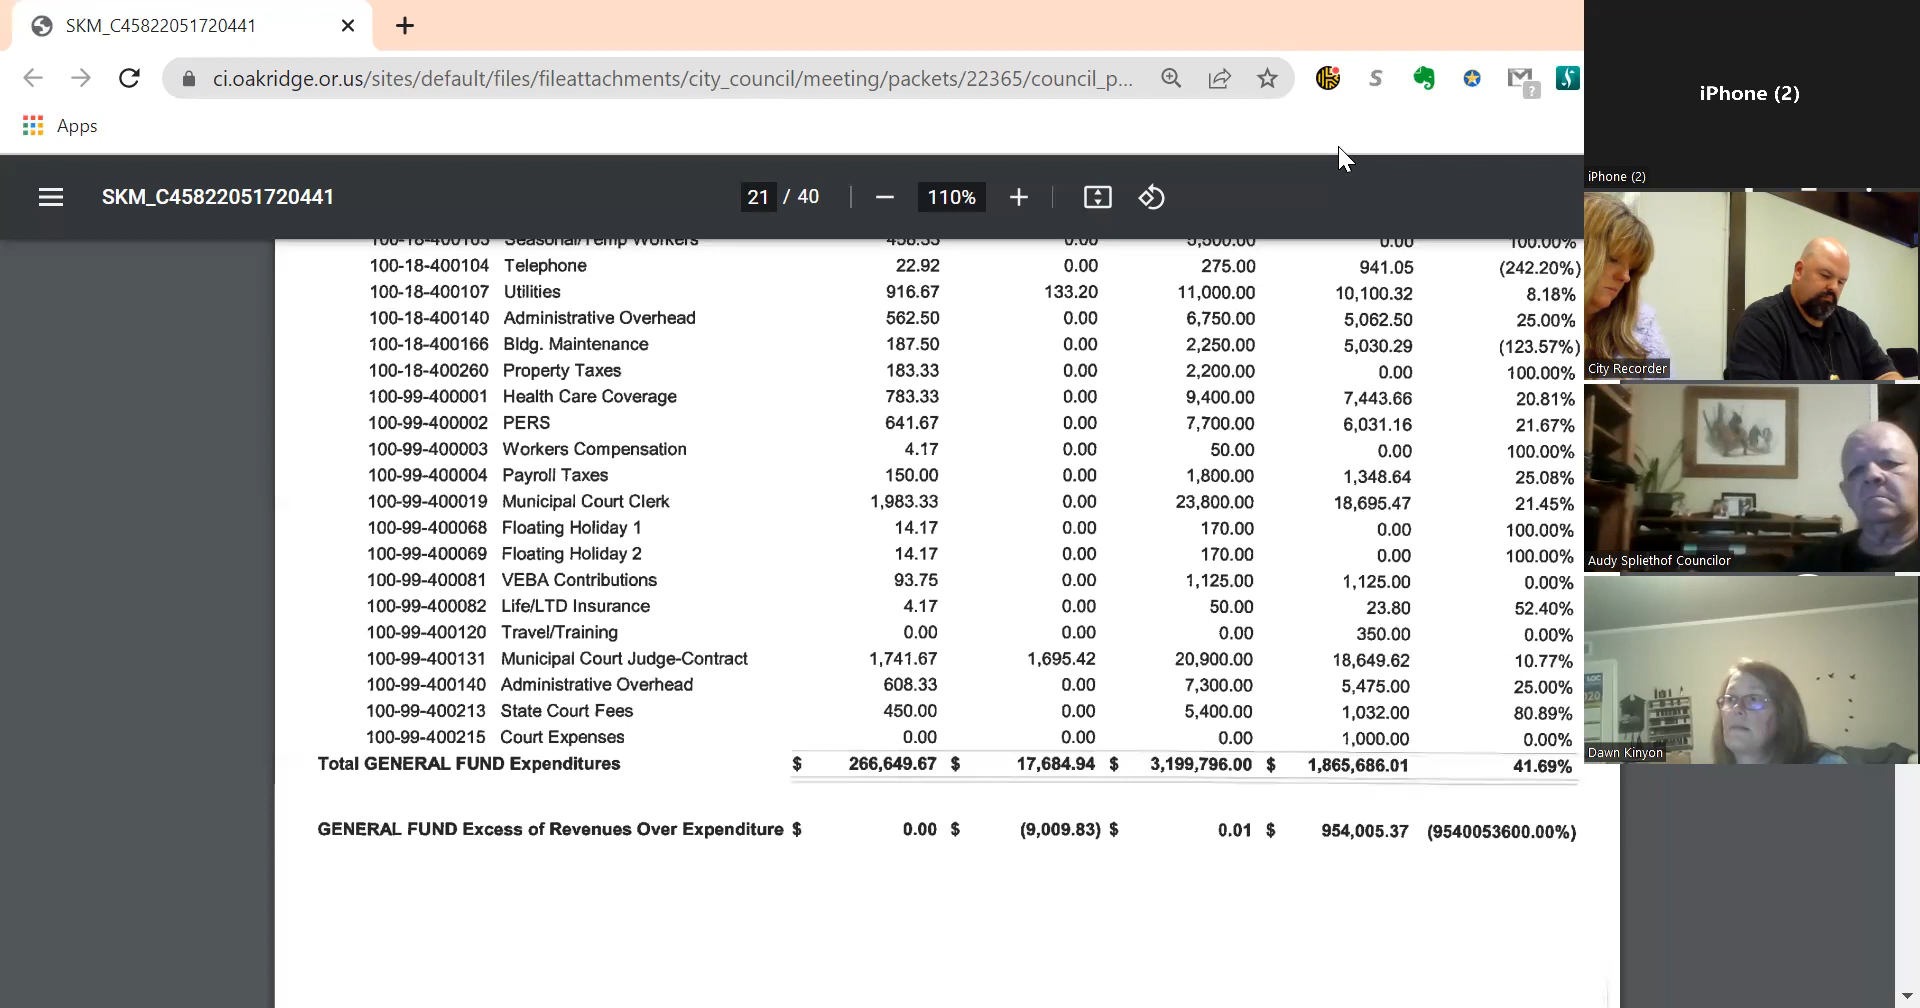 SKM_C45822051720441
ci.oakridge.or.us/sites/default/files/fileattachments/city_council/meeting/packets/22365/council_p...
Apps
SKM_C45822051720441
21 / 40
110%
100-18-400103 Seasonal/Temp Workers 458.33 0.00 5,500.00 0.00 100.00%
100-18-400104 Telephone 22.92 0.00 275.00 941.05 (242.20%)
100-18-400107 Utilities 916.67 133.20 11,000.00 10,100.32 8.18%
100-18-400140 Administrative Overhead 562.50 0.00 6,750.00 5,062.50 25.00%
100-18-400166 Bldg. Maintenance 187.50 0.00 2,250.00 5,030.29 (123.57%)
100-18-400260 Property Taxes 183.33 0.00 2,200.00 0.00 100.00%
100-99-400001 Health Care Coverage 783.33 0.00 9,400.00 7,443.66 20.81%
100-99-400002 PERS 641.67 0.00 7,700.00 6,031.16 21.67%
100-99-400003 Workers Compensation 4.17 0.00 50.00 0.00 100.00%
100-99-400004 Payroll Taxes 150.00 0.00 1,800.00 1,348.64 25.08%
100-99-400019 Municipal Court Clerk 1,983.33 0.00 23,800.00 18,695.47 21.45%
100-99-400068 Floating Holiday 1 14.17 0.00 170.00 0.00 100.00%
100-99-400069 Floating Holiday 2 14.17 0.00 170.00 0.00 100.00%
100-99-400081 VEBA Contributions 93.75 0.00 1,125.00 1,125.00 0.00%
100-99-400082 Life/LTD Insurance 4.17 0.00 50.00 23.80 52.40%
100-99-400120 Travel/Training 0.00 0.00 0.00 350.00 0.00%
100-99-400131 Municipal Court Judge-Contract 1,741.67 1,695.42 20,900.00 18,649.62 10.77%
100-99-400140 Administrative Overhead 608.33 0.00 7,300.00 5,475.00 25.00%
100-99-400213 State Court Fees 450.00 0.00 5,400.00 1,032.00 80.89%
100-99-400215 Court Expenses 0.00 0.00 0.00 1,000.00 0.00%
Total GENERAL FUND Expenditures $ 266,649.67 $ 17,684.94 $ 3,199,796.00 $ 1,865,686.01 41.69%
GENERAL FUND Excess of Revenues Over Expenditure $ 0.00 $ (9,009.83) $ 0.01 $ 954,005.37 (9540053600.00%)
iPhone (2)
iPhone (2)
City Recorder
Audy Spliethof Councilor
Dawn Kinyon